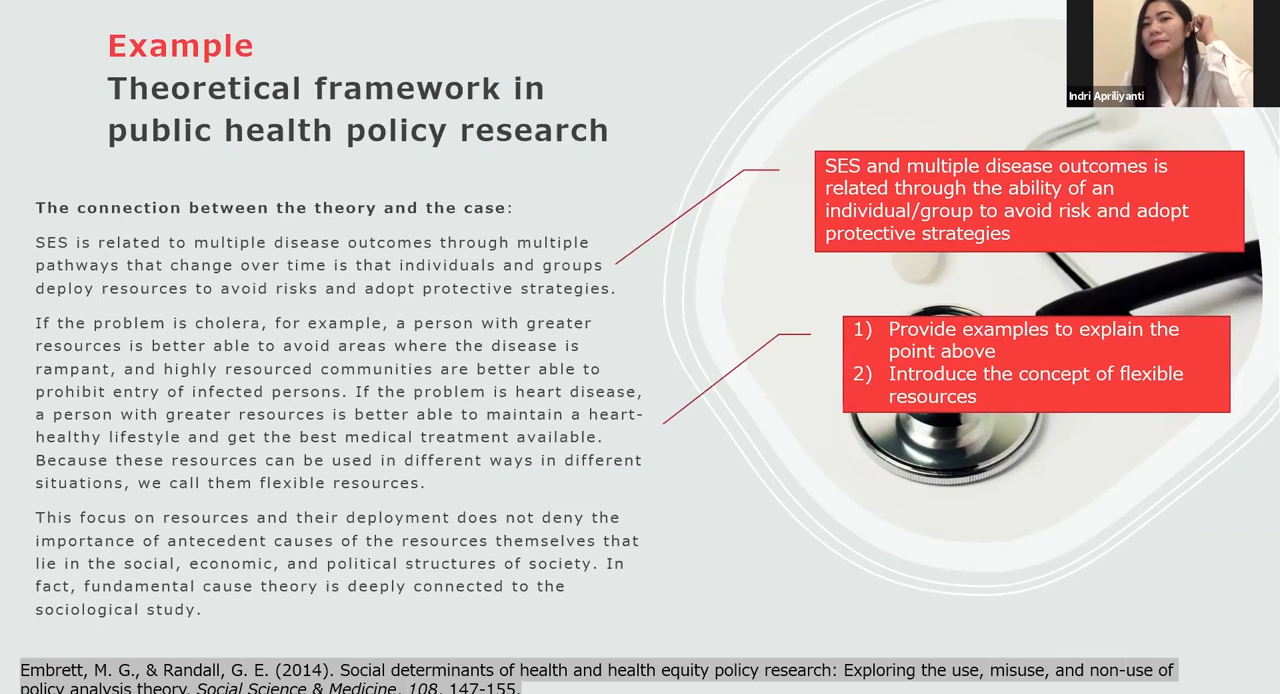 Example
Theoretical framework in
public health policy research
Indri Apriliyanti
The connection between the theory and the case:
SES is related to multiple disease outcomes through multiple
pathways that change over time is that individuals and groups
deploy resources to avoid risks and adopt protective strategies.
If the problem is cholera, for example, a person with greater
resources is better able to avoid areas where the disease is
rampant, and highly resourced communities are better able to
prohibit entry of infected persons. If the problem is heart disease,
a person with greater resources is better able to maintain a heart-
healthy lifestyle and get the best medical treatment available.
Because these resources can be used in different ways in different
situations, we call them flexible resources.
This focus on resources and their deployment does not deny the
importance of antecedent causes of the resources themselves that
lie in the social, economic, and political structures of society. In
fact, fundamental cause theory is deeply connected to the
sociological study.
SES and multiple disease outcomes is
related through the ability of an
individual/group to avoid risk and adopt
protective strategies
1) Provide examples to explain the
point above
2) Introduce the concept of flexible
resources
Embrett, M. G., & Randall, G. E. (2014). Social determinants of health and health equity policy research: Exploring the use, misuse, and non-use of
policy analysis theory. Social Science & Medicine, 108, 147-155.